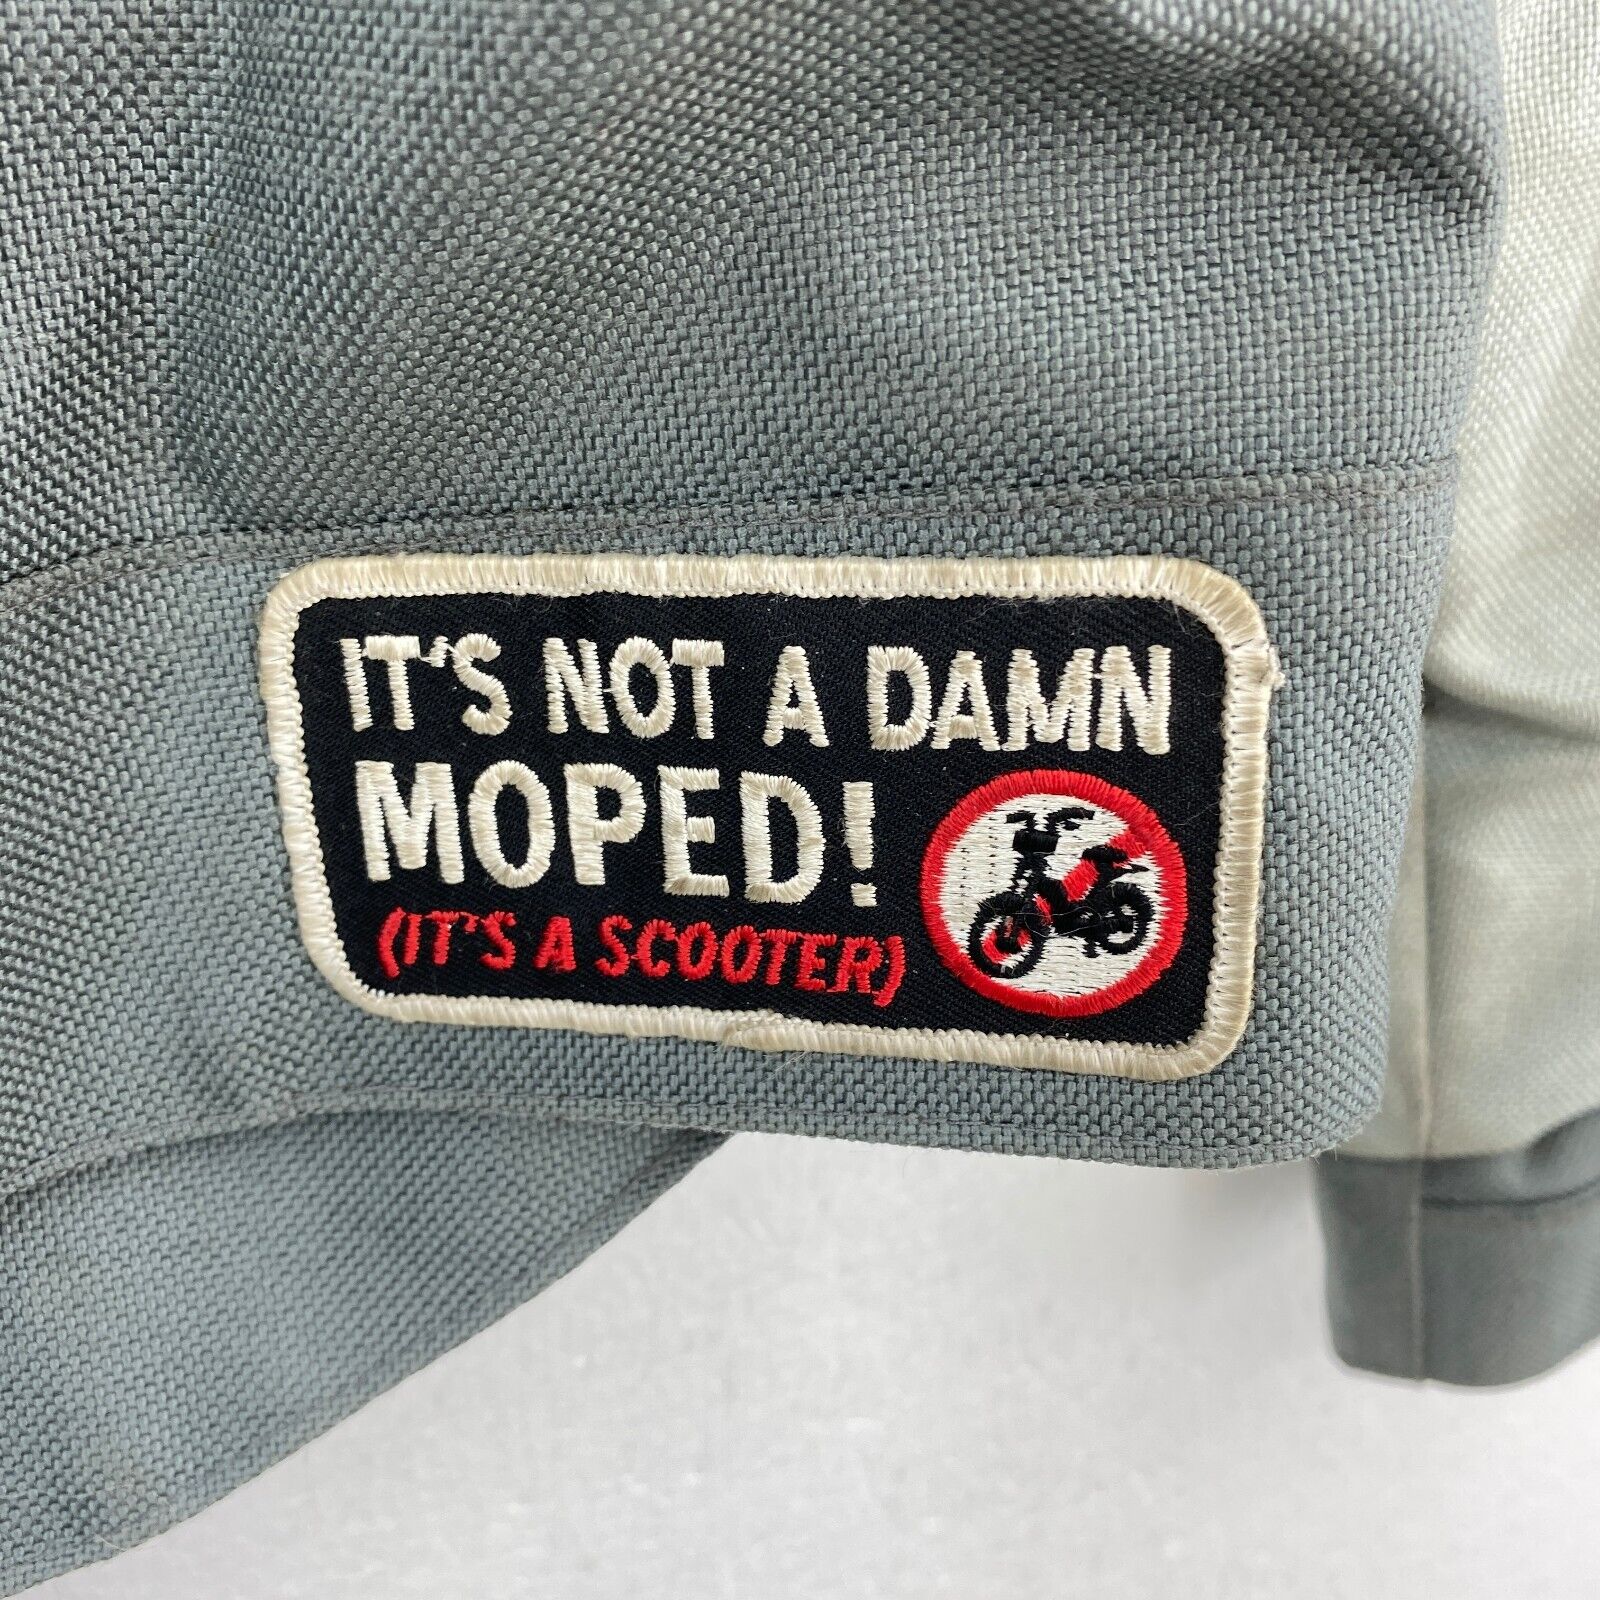 IT'S NOT A DAMN
MOPED!
(IT'S A SCOOTER)